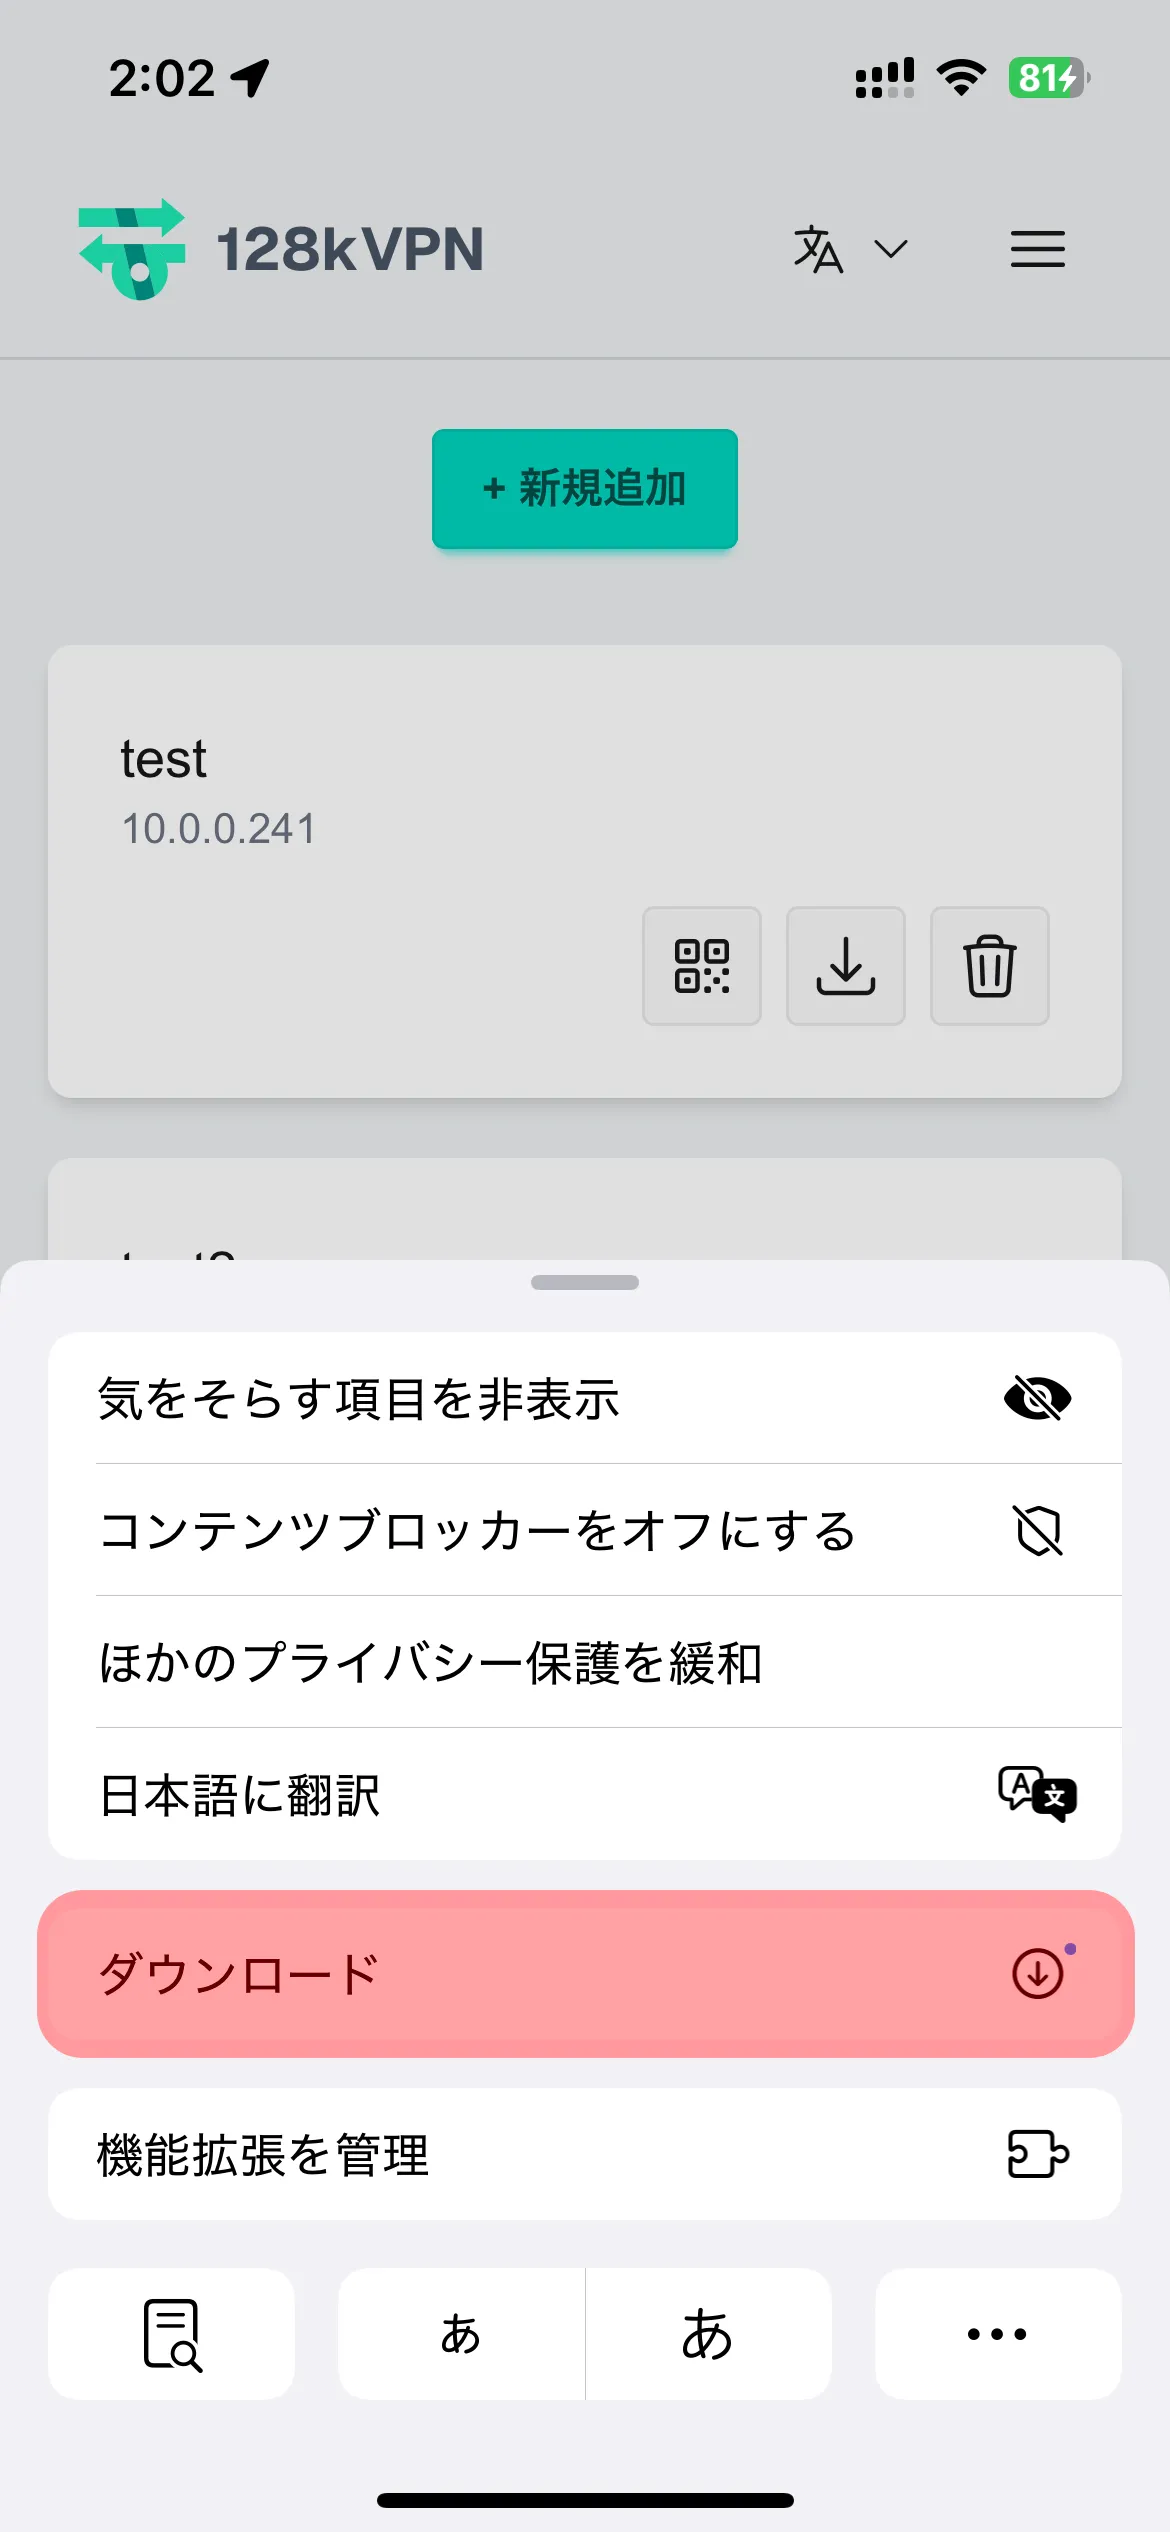 2:02
81
128kVPN
+ 新規追加
test
10.0.0.241
気をそらす項目を非表示
コンテンツブロッカーをオフにする
ほかのプライバシー保護を緩和
日本語に翻訳
ダウンロード
機能拡張を管理
あ あ